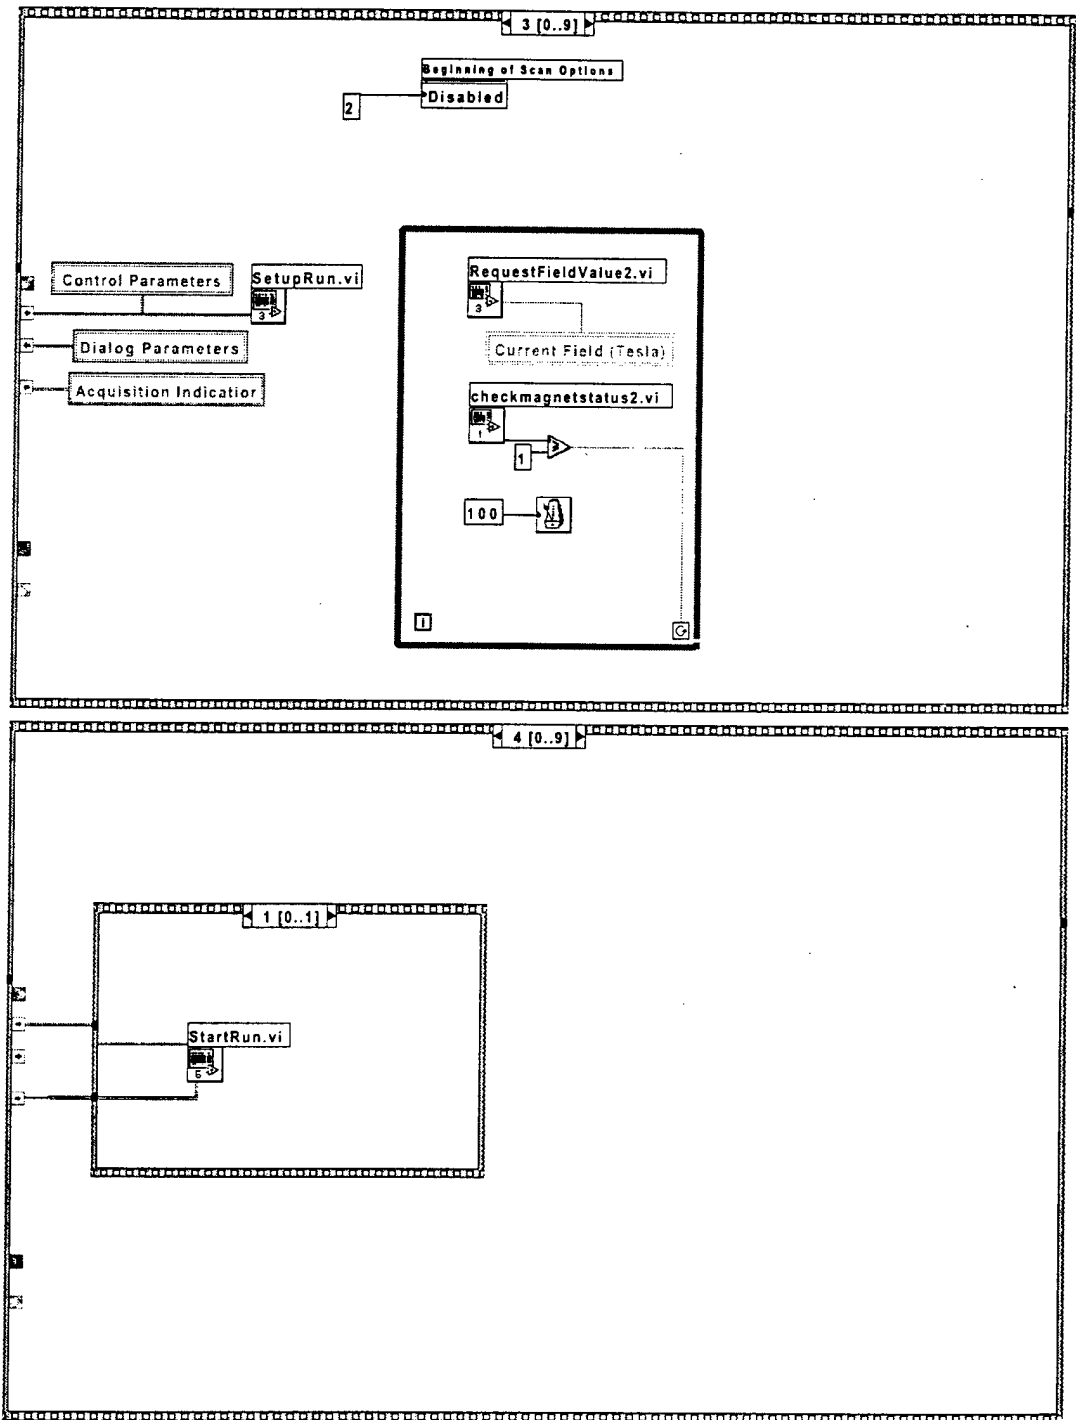 3 [0..9]
Beginning of Scan Options
Disabled
2
Control Parameters
SetupRun.vi
3
Dialog Parameters
Acquisition Indicatior
RequestFieldValue2.vi
3
Current Field (Tesla)
checkmagnetstatus2.vi
1
1
100
i
4 [0..9]
1 [0..1]
StartRun.vi
5